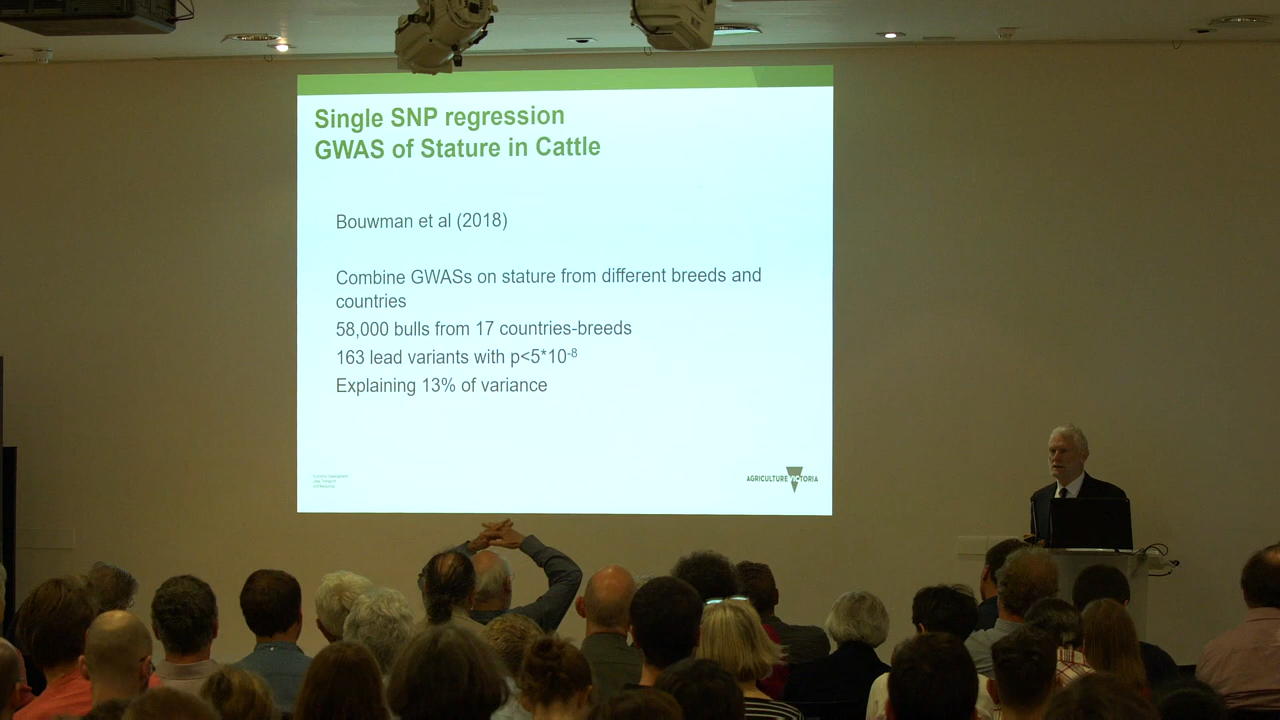 Single SNP regression
GWAS of Stature in Cattle
Bouwman et al (2018)
Combine GWASs on stature from different breeds and
countries
58,000 bulls from 17 countries-breeds
163 lead variants with p<5*10-8
Explaining 13% of variance
AGRICULTURE VICTORIA